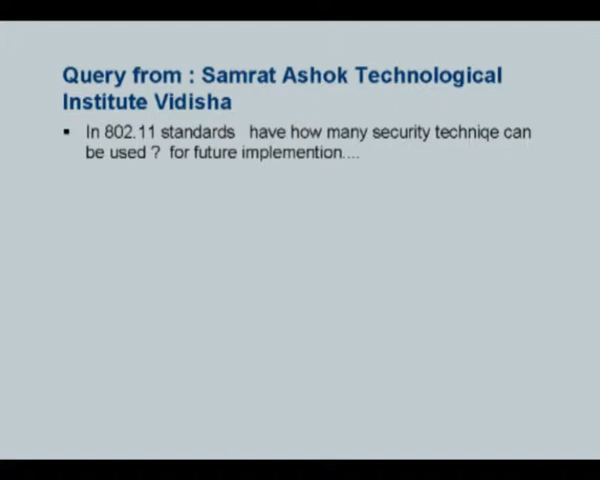 Query from : Samrat Ashok Technological
Institute Vidisha
▪ In 802.11 standards have how many security techniqe can
be used ? for future implemention....